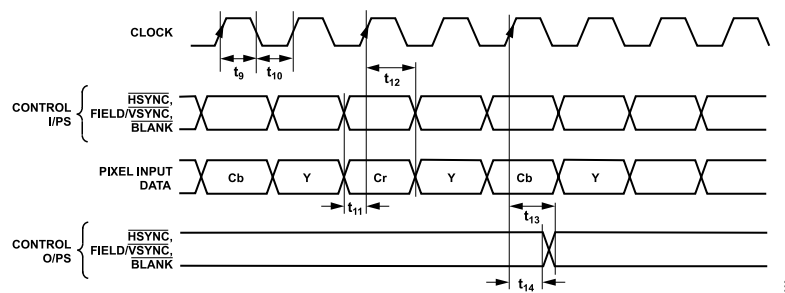 CLOCK
t9
t10
t12
CONTROL
I/PS
HSYNC,
FIELD/VSYNC,
BLANK
PIXEL INPUT
DATA
Cb
Y
Cr
Y
Cb
Y
t11
t13
CONTROL
O/PS
HSYNC,
FIELD/VSYNC,
BLANK
t14